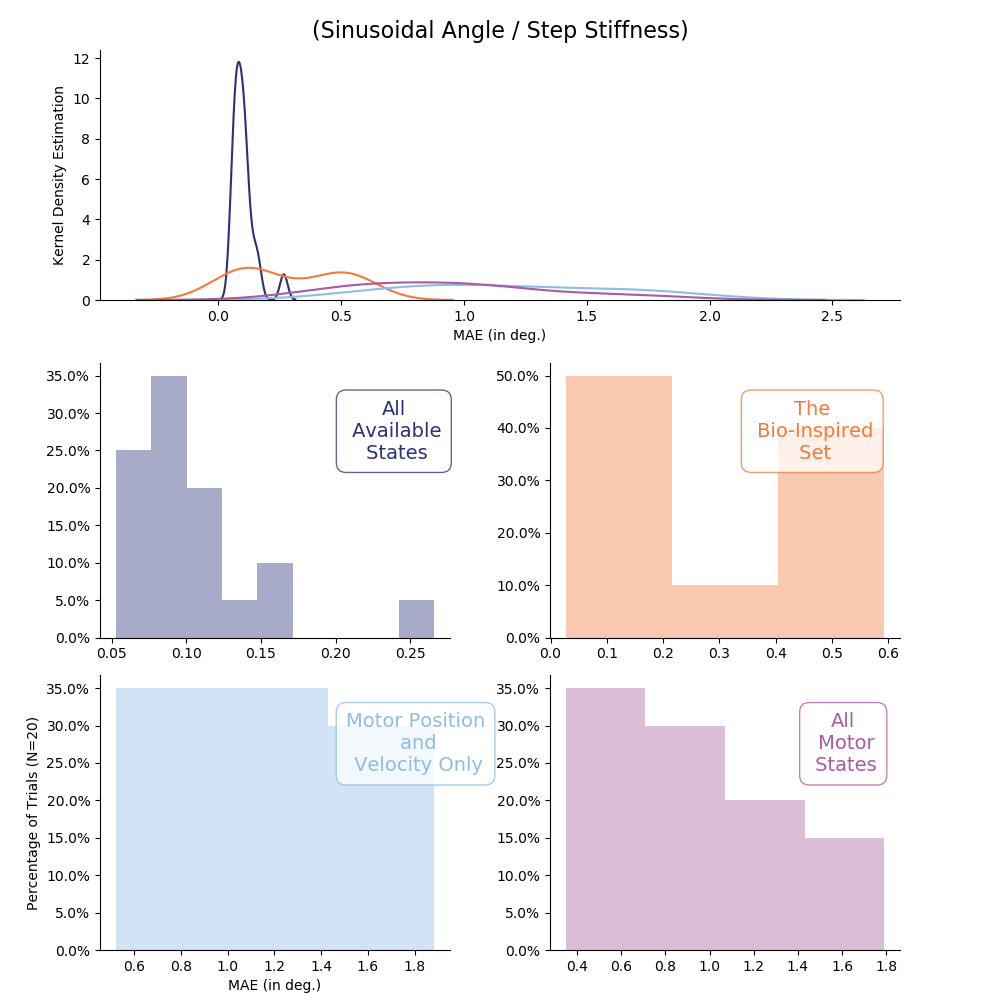 (Sinusoidal Angle / Step Stiffness)
Kernel Density Estimation
12
10
8
6
4
2
0
0.0 0.5 1.0 1.5 2.0 2.5
MAE (in deg.)
35.0%
30.0%
25.0%
20.0%
15.0%
10.0%
5.0%
0.0%
All
Available
States
0.05 0.10 0.15 0.20 0.25
50.0%
40.0%
30.0%
20.0%
10.0%
0.0%
The
Bio-Inspired
Set
0.0 0.1 0.2 0.3 0.4 0.5 0.6
Percentage of Trials (N=20)
35.0%
30.0%
25.0%
20.0%
15.0%
10.0%
5.0%
0.0%
Motor Position
and
Velocity Only
0.6 0.8 1.0 1.2 1.4 1.6 1.8
MAE (in deg.)
35.0%
30.0%
25.0%
20.0%
15.0%
10.0%
5.0%
0.0%
All
Motor
States
0.4 0.6 0.8 1.0 1.2 1.4 1.6 1.8